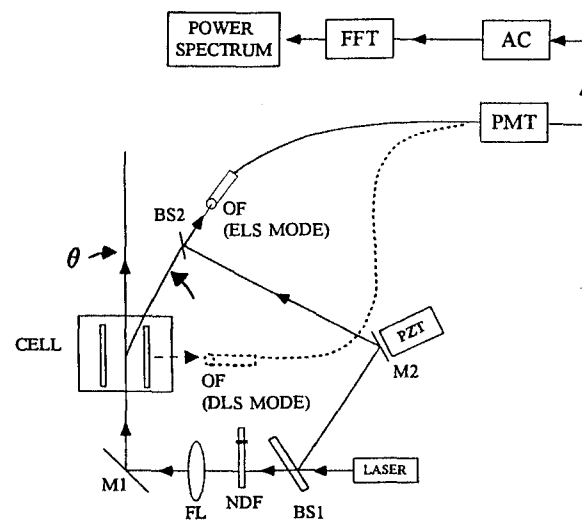 POWER
SPECTRUM
FFT
AC
PMT
BS2
OF
(ELS MODE)
θ
CELL
PZT
OF
(DLS MODE)
M2
LASER
M1
FL
NDF
BS1